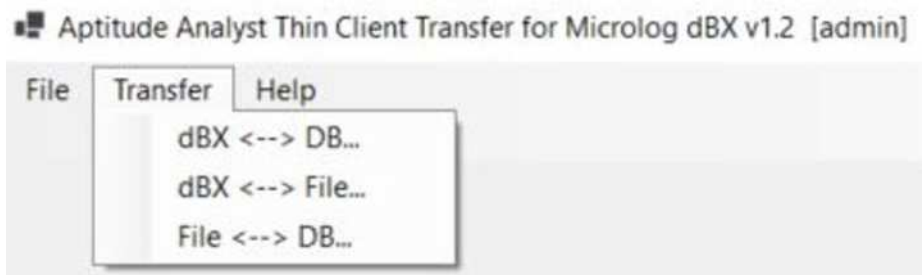 Aptitude Analyst Thin Client Transfer for Microlog dBX v1.2 [admin]
File Transfer Help
dBX <--> DB...
dBX <--> File...
File <--> DB...